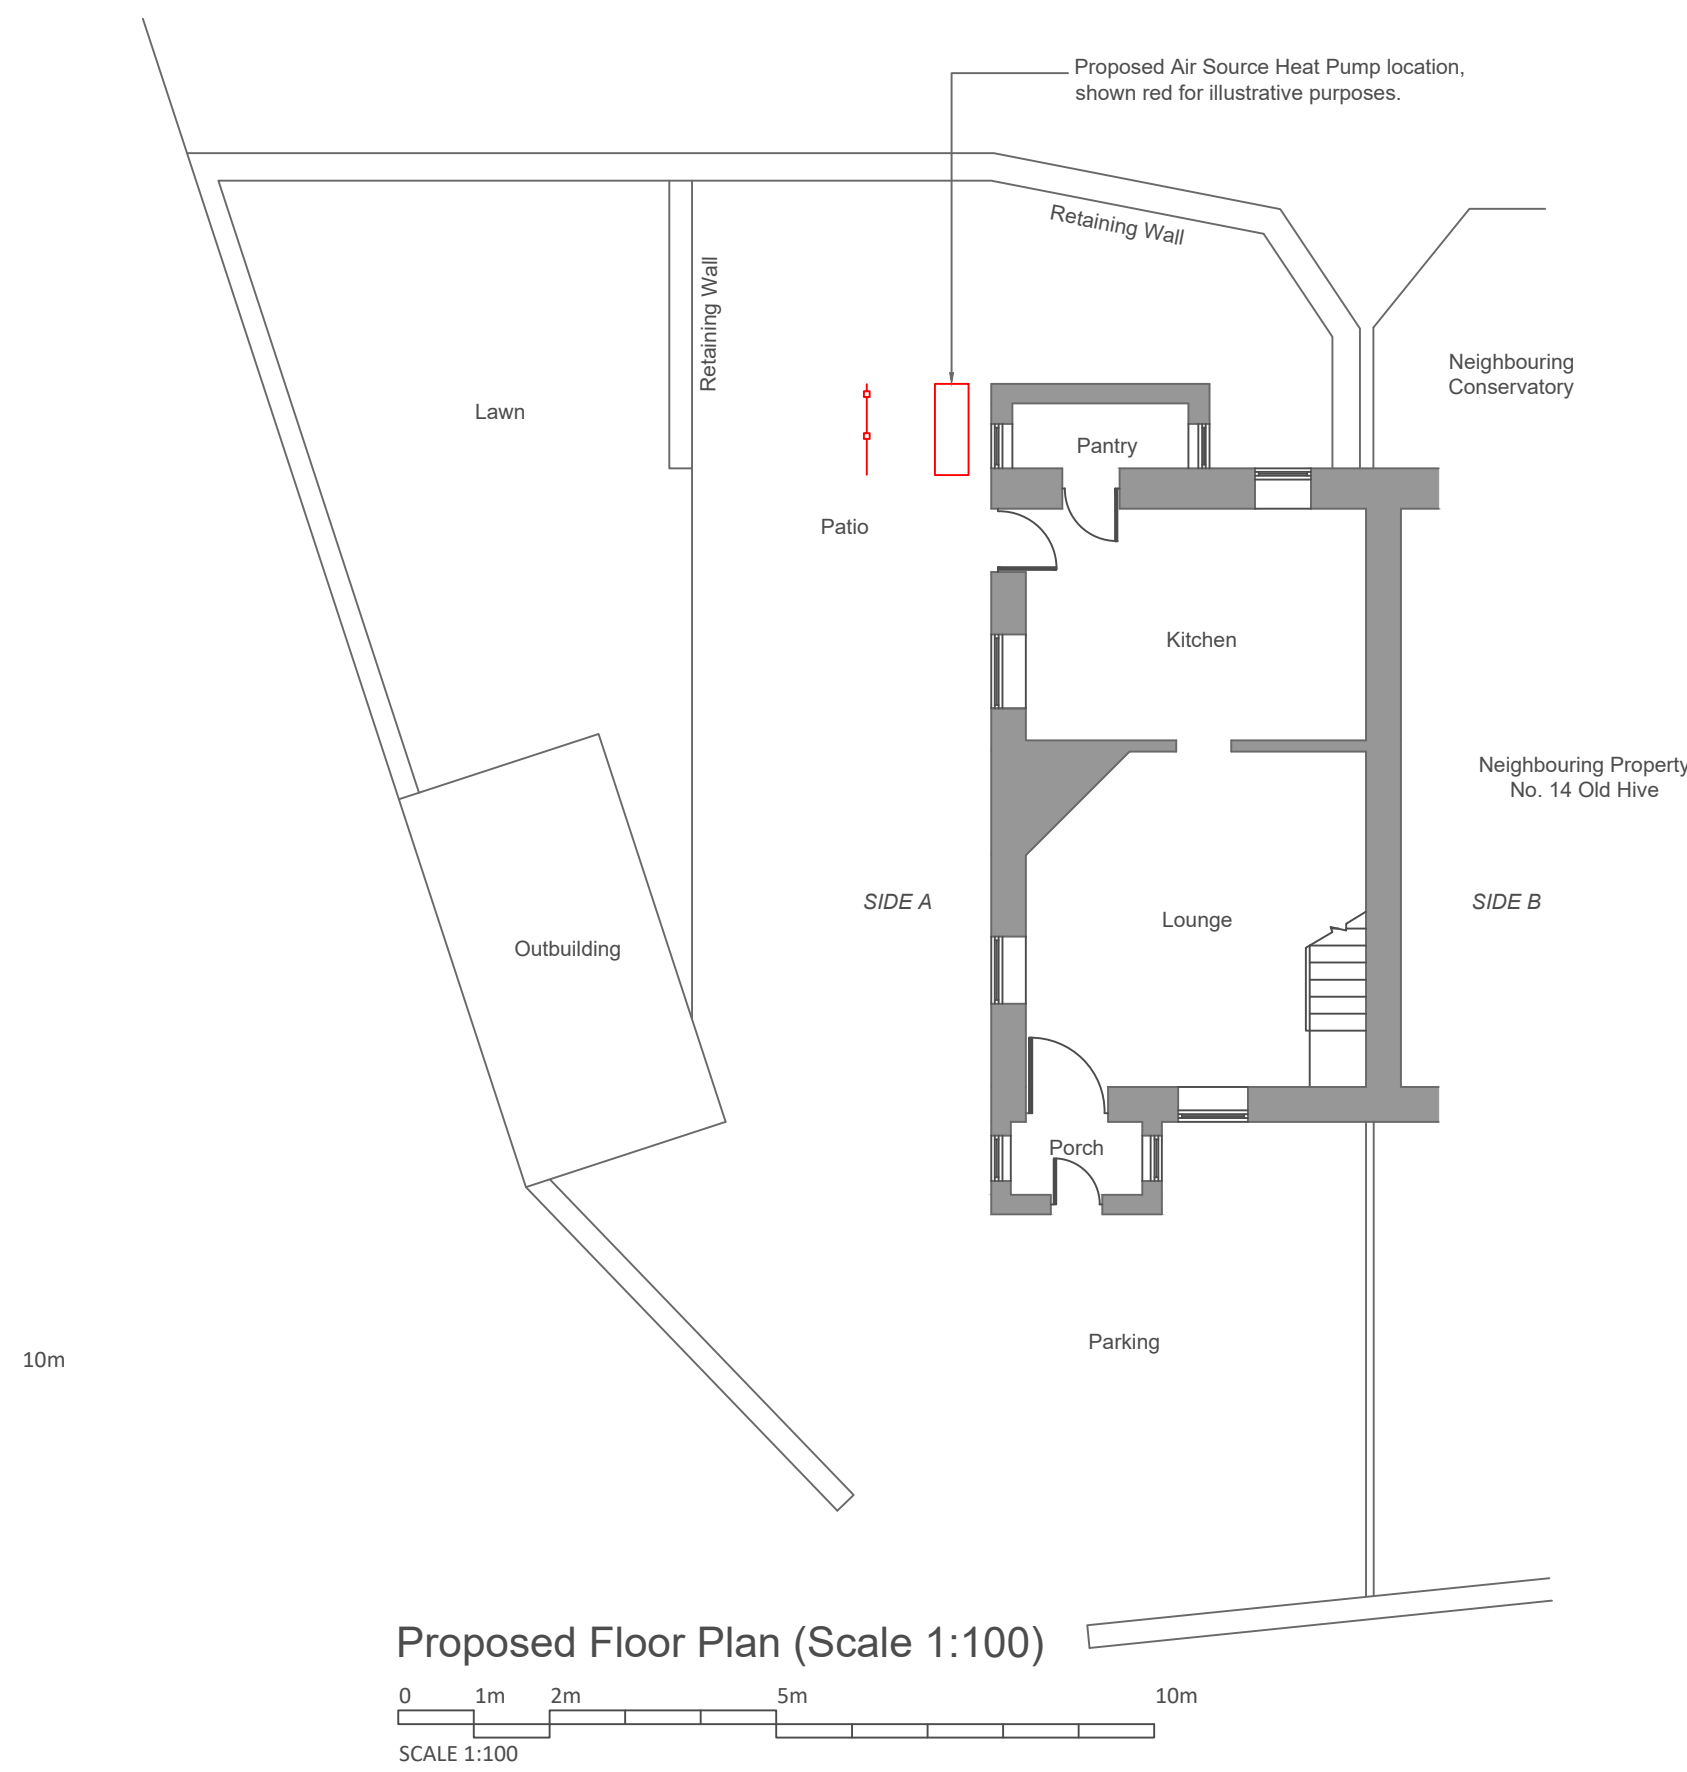 Proposed Air Source Heat Pump location,
shown red for illustrative purposes.
Retaining Wall
Retaining Wall
Neighbouring
Conservatory
Lawn
Pantry
Patio
Kitchen
Neighbouring Property
No. 14 Old Hive
SIDE A
SIDE B
Lounge
Outbuilding
Porch
Parking
10m
Proposed Floor Plan (Scale 1:100)
0 1m 2m 5m 10m
SCALE 1:100